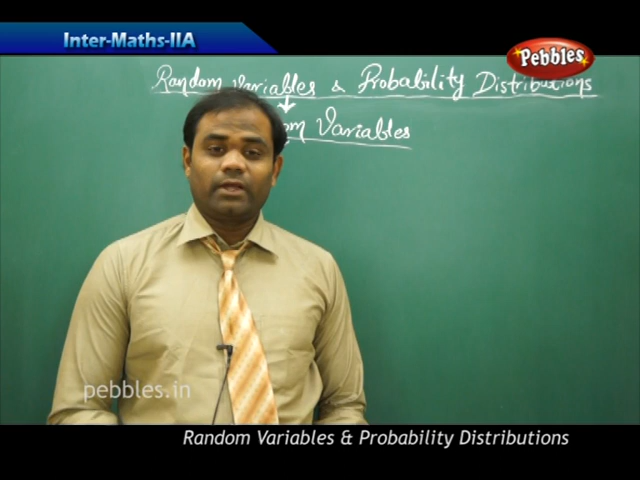 Inter-Maths-IIA
Pebbles
Random Variables & Probability Distributions
Variables
pebbles.in
Random Variables & Probability Distributions